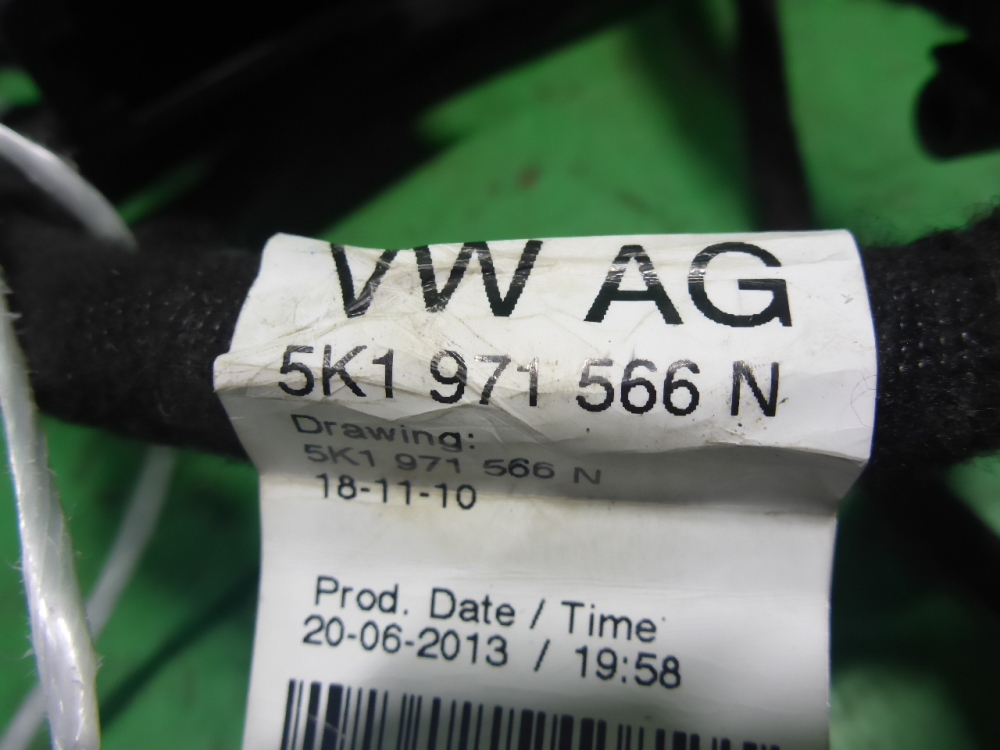 VW AG
5K1 971 566 N
Drawing:
5K1 971 566 N
18-11-10
Prod. Date / Time
20-06-2013 / 19:58